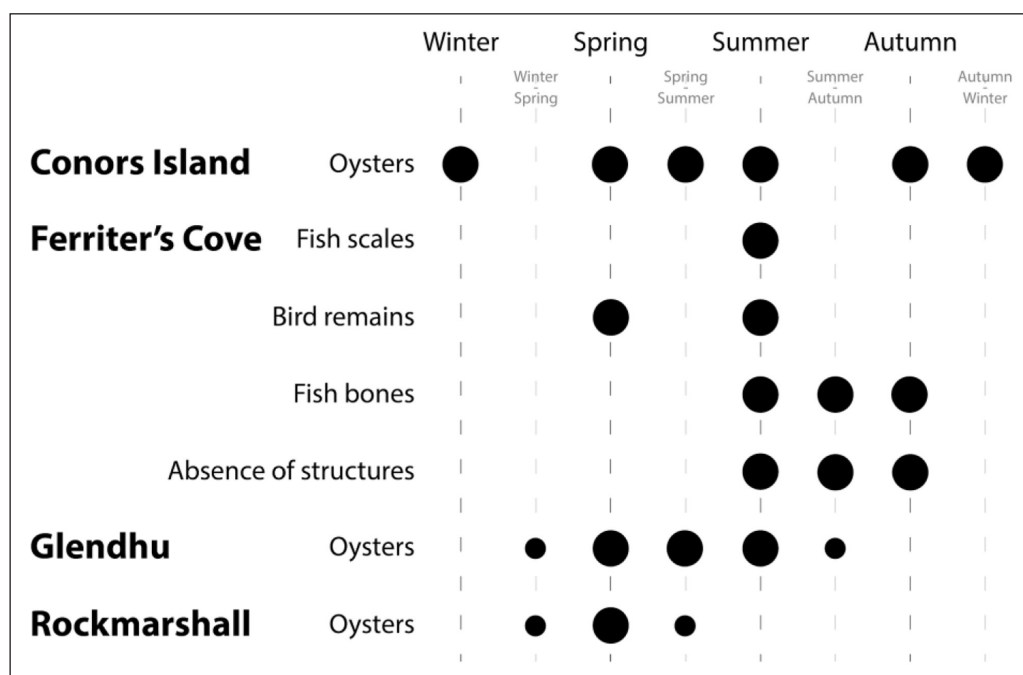 Winter Spring Summer Autumn
Winter Spring Summer Autumn
- - - -
Spring Summer Autumn Winter
Conors Island Oysters
Ferriter's Cove Fish scales
Bird remains
Fish bones
Absence of structures
Glendhu Oysters
Rockmarshall Oysters